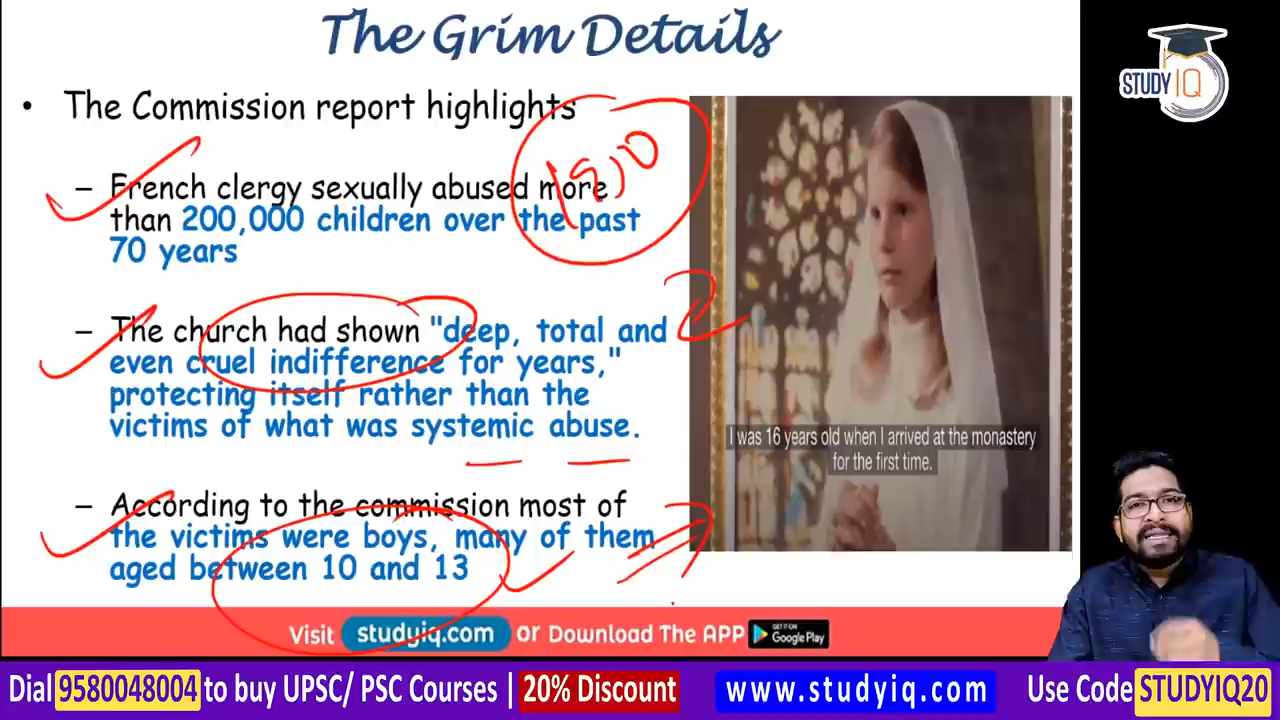 The Grim Details
STUDY IQ
• The Commission report highlights
– French clergy sexually abused more
than 200,000 children over the past
70 years
1950
– The church had shown "deep, total and
even cruel indifference for years,"
protecting itself rather than the
victims of what was systemic abuse.
– According to the commission most of
the victims were boys, many of them
aged between 10 and 13
I was 16 years old when I arrived at the monastery
for the first time.
Visit studyiq.com or Download The APP GET IT ON Google Play
Dial 9580048004 to buy UPSC/ PSC Courses | 20% Discount www.studyiq.com Use Code STUDYIQ20